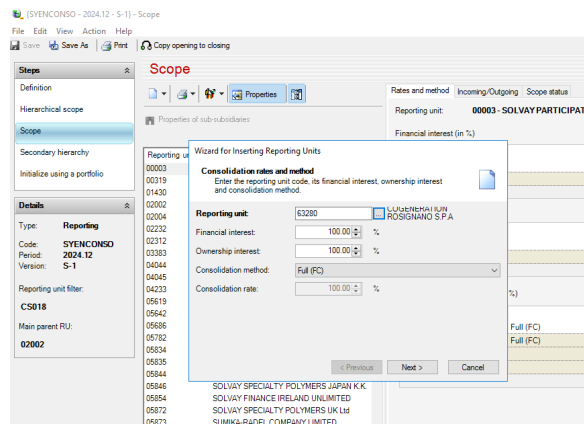 (SYENCONSO - 2024.12 - S-1) - Scope
File Edit View Action Help
Save Save As Print Copy opening to closing
Steps
Definition
Hierarchical scope
Scope
Secondary hierarchy
Initialize using a portfolio
Details
Type: Reporting
Code: SYENCONSO
Period: 2024.12
Version: S-1
Reporting unit filter:
CS018
Main parent RU:
02002
Scope
Properties
Properties of sub-subsidiaries
Reporting un
00003
00319
01430
02002
02004
02232
02312
03383
04044
04045
04233
05619
05642
05686
05782
05834
05835
05844
05846 SOLVAY SPECIALTY POLYMERS JAPAN K.K.
05854 SOLVAY FINANCE IRELAND UNLIMITED
05872 SOLVAY SPECIALTY POLYMERS UK Ltd
05873 SUMIKA-RADEL COMPANY LIMITED
Rates and method Incoming/Outgoing Scope status
Reporting unit: 00003 - SOLVAY PARTICIPAT
Financial interest (in %)
%)
Full (FC)
Full (FC)
Wizard for Inserting Reporting Units
Consolidation rates and method
Enter the reporting unit code, its financial interest, ownership interest
and consolidation method.
Reporting unit: 63280 ... COGENERATION
ROSIGNANO S.P.A
Financial interest: 100.00 %
Ownership interest: 100.00 %
Consolidation method: Full (FC)
Consolidation rate: 100.00 %
< Previous Next > Cancel